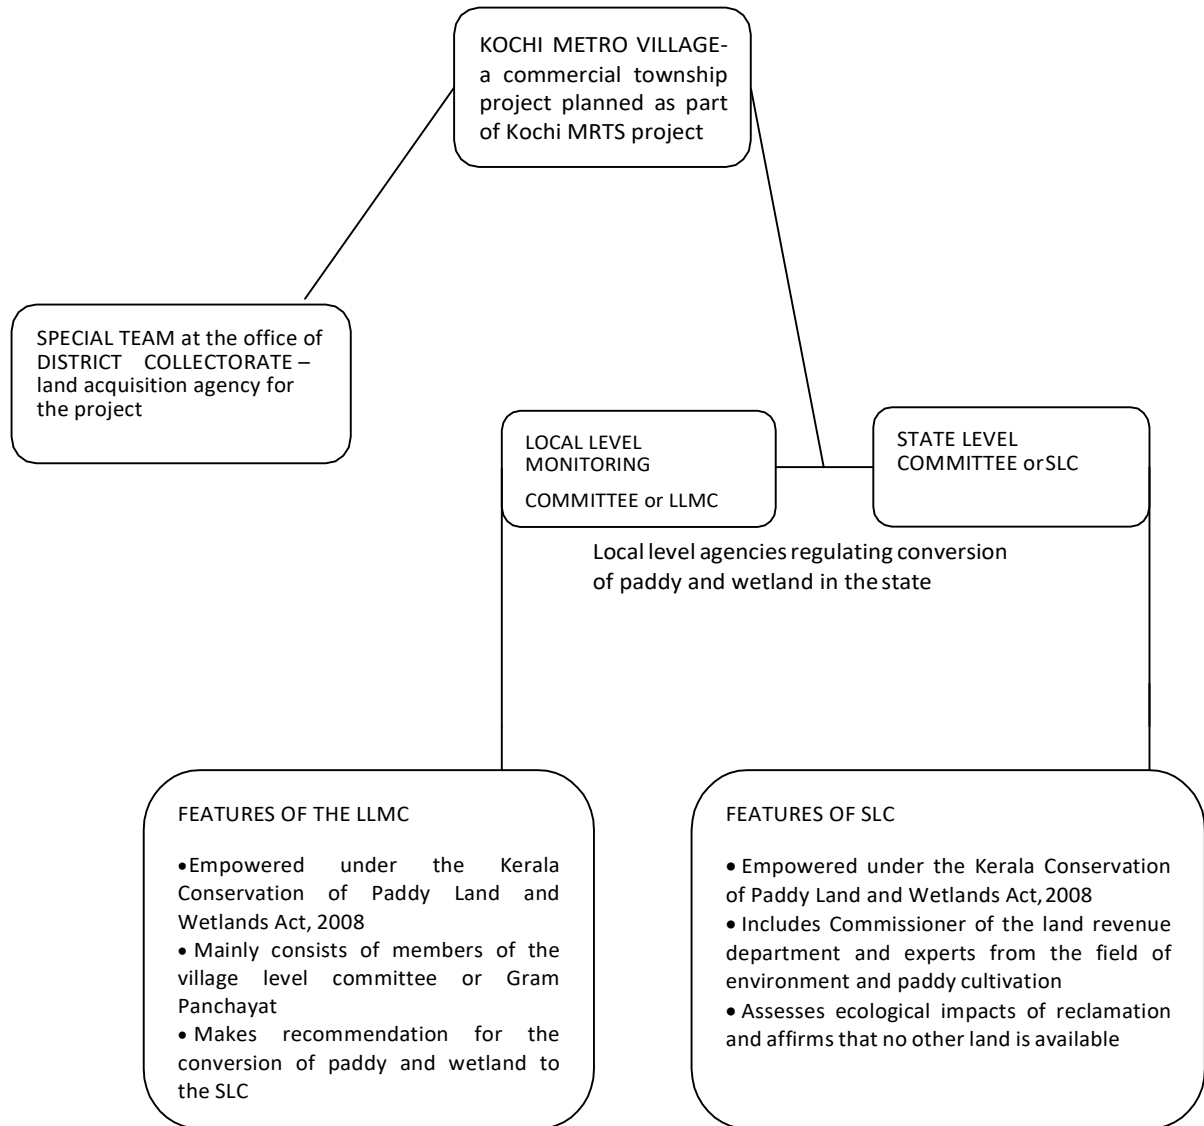 KOCHI METRO VILLAGE-
a commercial township
project planned as part
of Kochi MRTS project
SPECIAL TEAM at the office of
DISTRICT COLLECTORATE –
land acquisition agency for
the project
LOCAL LEVEL
MONITORING
COMMITTEE or LLMC
STATE LEVEL
COMMITTEE or SLC
Local level agencies regulating conversion
of paddy and wetland in the state
FEATURES OF THE LLMC
•Empowered under the Kerala
Conservation of Paddy Land and
Wetlands Act, 2008
• Mainly consists of members of the
village level committee or Gram
Panchayat
• Makes recommendation for the
conversion of paddy and wetland to
the SLC
FEATURES OF SLC
• Empowered under the Kerala Conservation
of Paddy Land and Wetlands Act, 2008
• Includes Commissioner of the land revenue
department and experts from the field of
environment and paddy cultivation
• Assesses ecological impacts of reclamation
and affirms that no other land is available